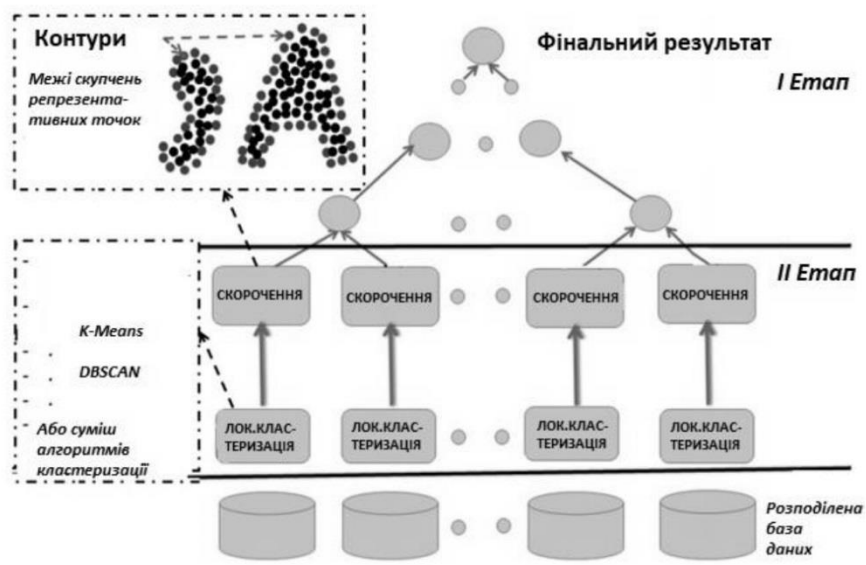 Контури
Межі скупчень
репрезента-
тивних точок
Фінальний результат
I Етап
II Етап
СКОРОЧЕННЯ
СКОРОЧЕННЯ
СКОРОЧЕННЯ
СКОРОЧЕННЯ
K-Means
DBSCAN
Або суміш
алгоритмів
кластеризації
ЛОК.КЛАС-
ТЕРИЗАЦІЯ
ЛОК.КЛАС-
ТЕРИЗАЦІЯ
ЛОК.КЛАС-
ТЕРИЗАЦІЯ
ЛОК.КЛАС-
ТЕРИЗАЦІЯ
Розподілена
база
даних